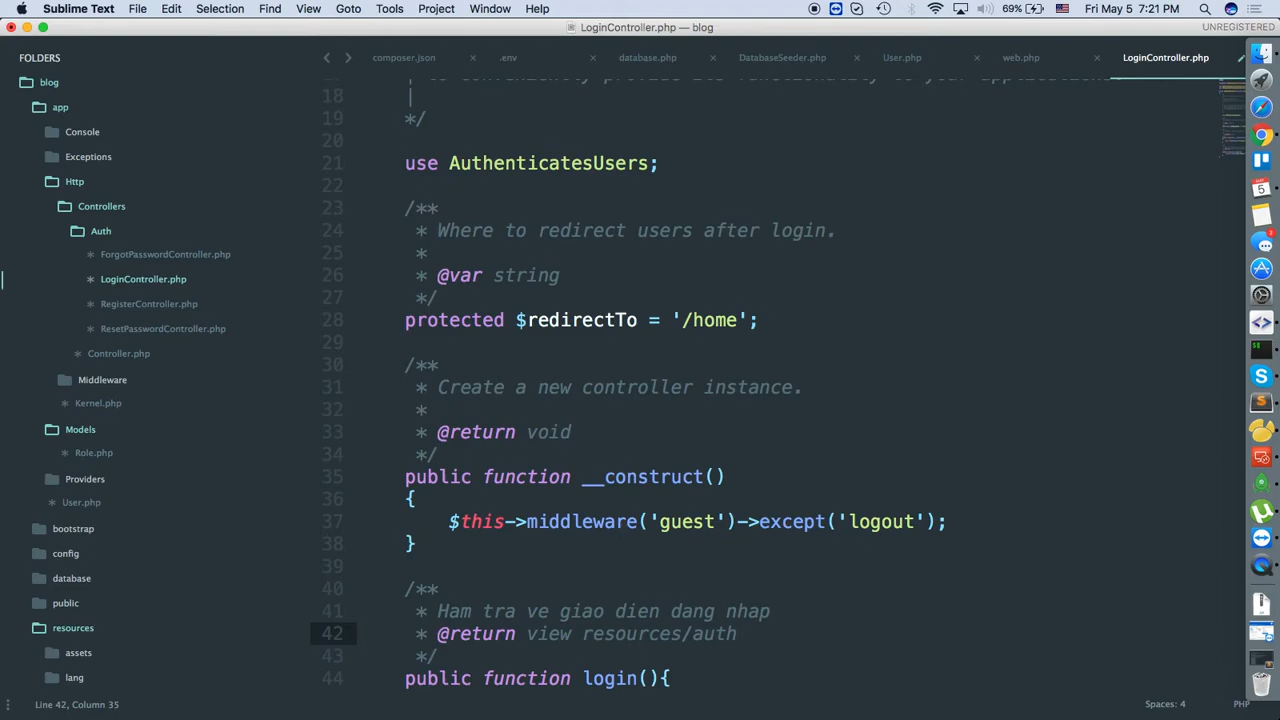 Sublime Text File Edit Selection Find View Goto Tools Project Window Help 69% Fri May 5 7:21 PM
LoginController.php — blog UNREGISTERED
FOLDERS
blog
app
Console
Exceptions
Http
Controllers
Auth
ForgotPasswordController.php
LoginController.php
RegisterController.php
ResetPasswordController.php
Controller.php
Middleware
Kernel.php
Models
Role.php
Providers
User.php
bootstrap
config
database
public
resources
assets
lang
composer.json .env database.php DatabaseSeeder.php User.php web.php LoginController.php
18 |
19 */
20
21 use AuthenticatesUsers;
22
23 /**
24 * Where to redirect users after login.
25 *
26 * @var string
27 */
28 protected $redirectTo = '/home';
29
30 /**
31 * Create a new controller instance.
32 *
33 * @return void
34 */
35 public function __construct()
36 {
37 $this->middleware('guest')->except('logout');
38 }
39
40 /**
41 * Ham tra ve giao dien dang nhap
42 * @return view resources/auth
43 */
44 public function login(){
Line 42, Column 35 Spaces: 4 PHP